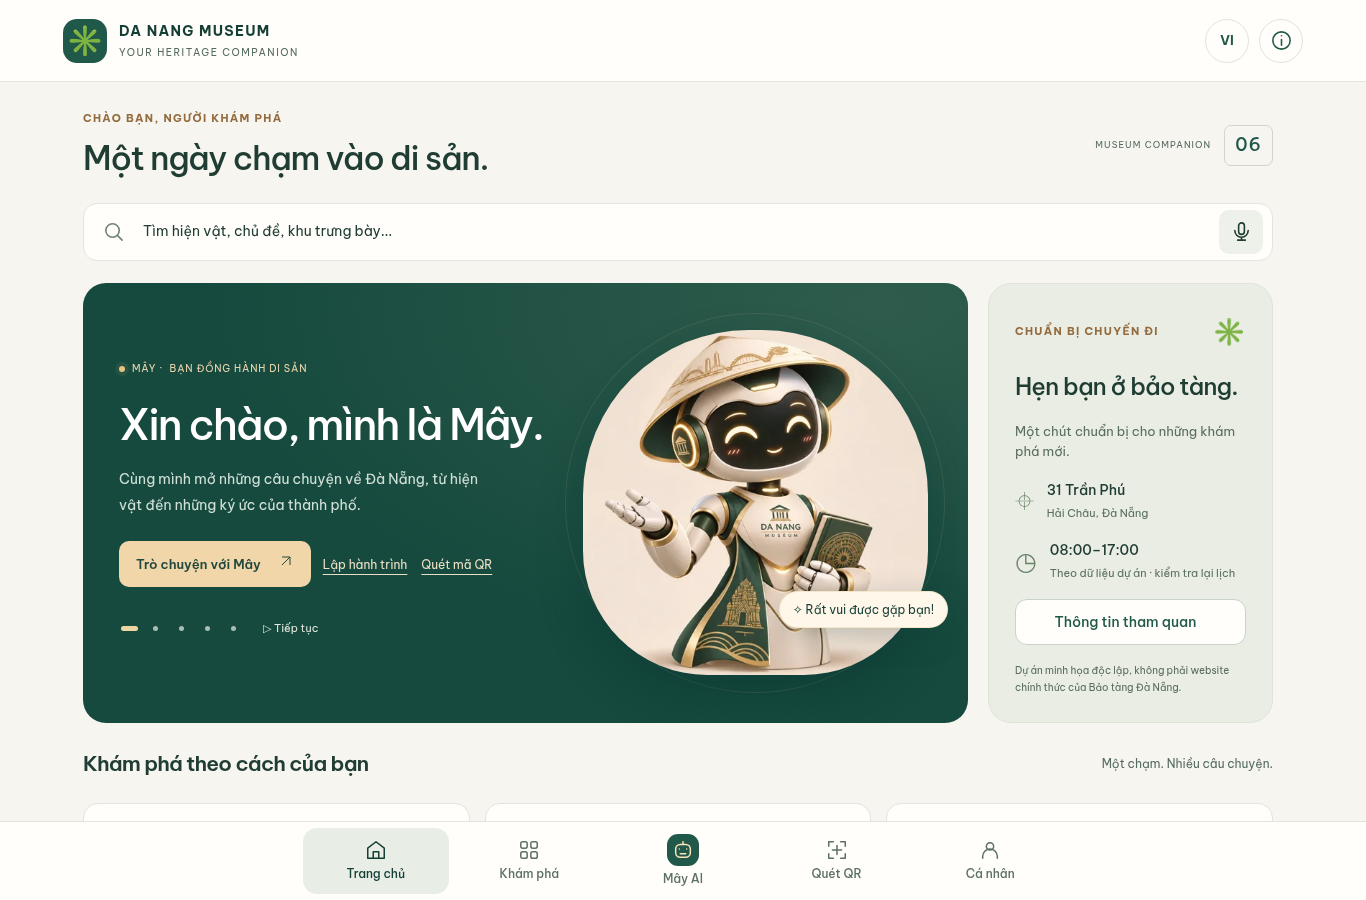 DA NANG MUSEUM
YOUR HERITAGE COMPANION
VI
CHÀO BẠN, NGƯỜI KHÁM PHÁ
Một ngày chạm vào di sản.
MUSEUM COMPANION
06
Tìm hiện vật, chủ đề, khu trưng bày...
MÂY · BẠN ĐỒNG HÀNH DI SẢN
Xin chào, mình là Mây.
Cùng mình mở những câu chuyện về Đà Nẵng, từ hiện
vật đến những ký ức của thành phố.
Trò chuyện với Mây
Lập hành trình
Quét mã QR
▷ Tiếp tục
DA NANG
MUSEUM
✧ Rất vui được gặp bạn!
CHUẨN BỊ CHUYẾN ĐI
Hẹn bạn ở bảo tàng.
Một chút chuẩn bị cho những khám
phá mới.
31 Trần Phú
Hải Châu, Đà Nẵng
08:00–17:00
Theo dữ liệu dự án · kiểm tra lại lịch
Thông tin tham quan
Dự án minh họa độc lập, không phải website
chính thức của Bảo tàng Đà Nẵng.
Khám phá theo cách của bạn
Một chạm. Nhiều câu chuyện.
Trang chủ
Khám phá
Mây AI
Quét QR
Cá nhân